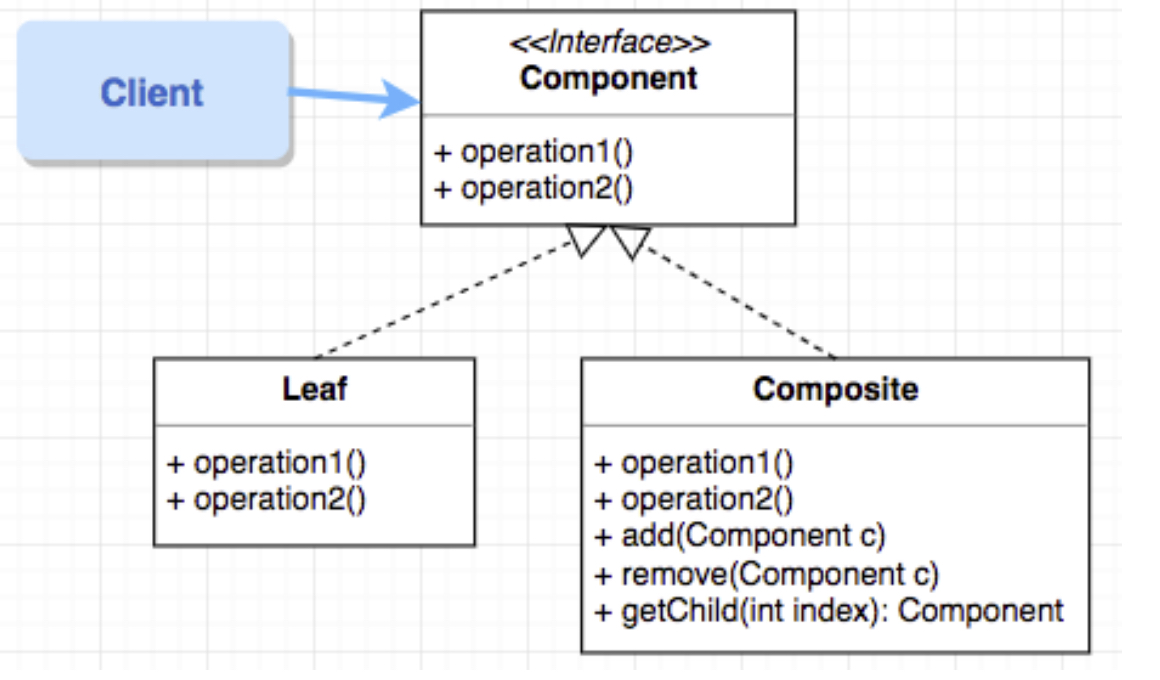 Client
<<Interface>>
Component
+ operation1()
+ operation2()
Leaf
+ operation1()
+ operation2()
Composite
+ operation1()
+ operation2()
+ add(Component c)
+ remove(Component c)
+ getChild(int index): Component